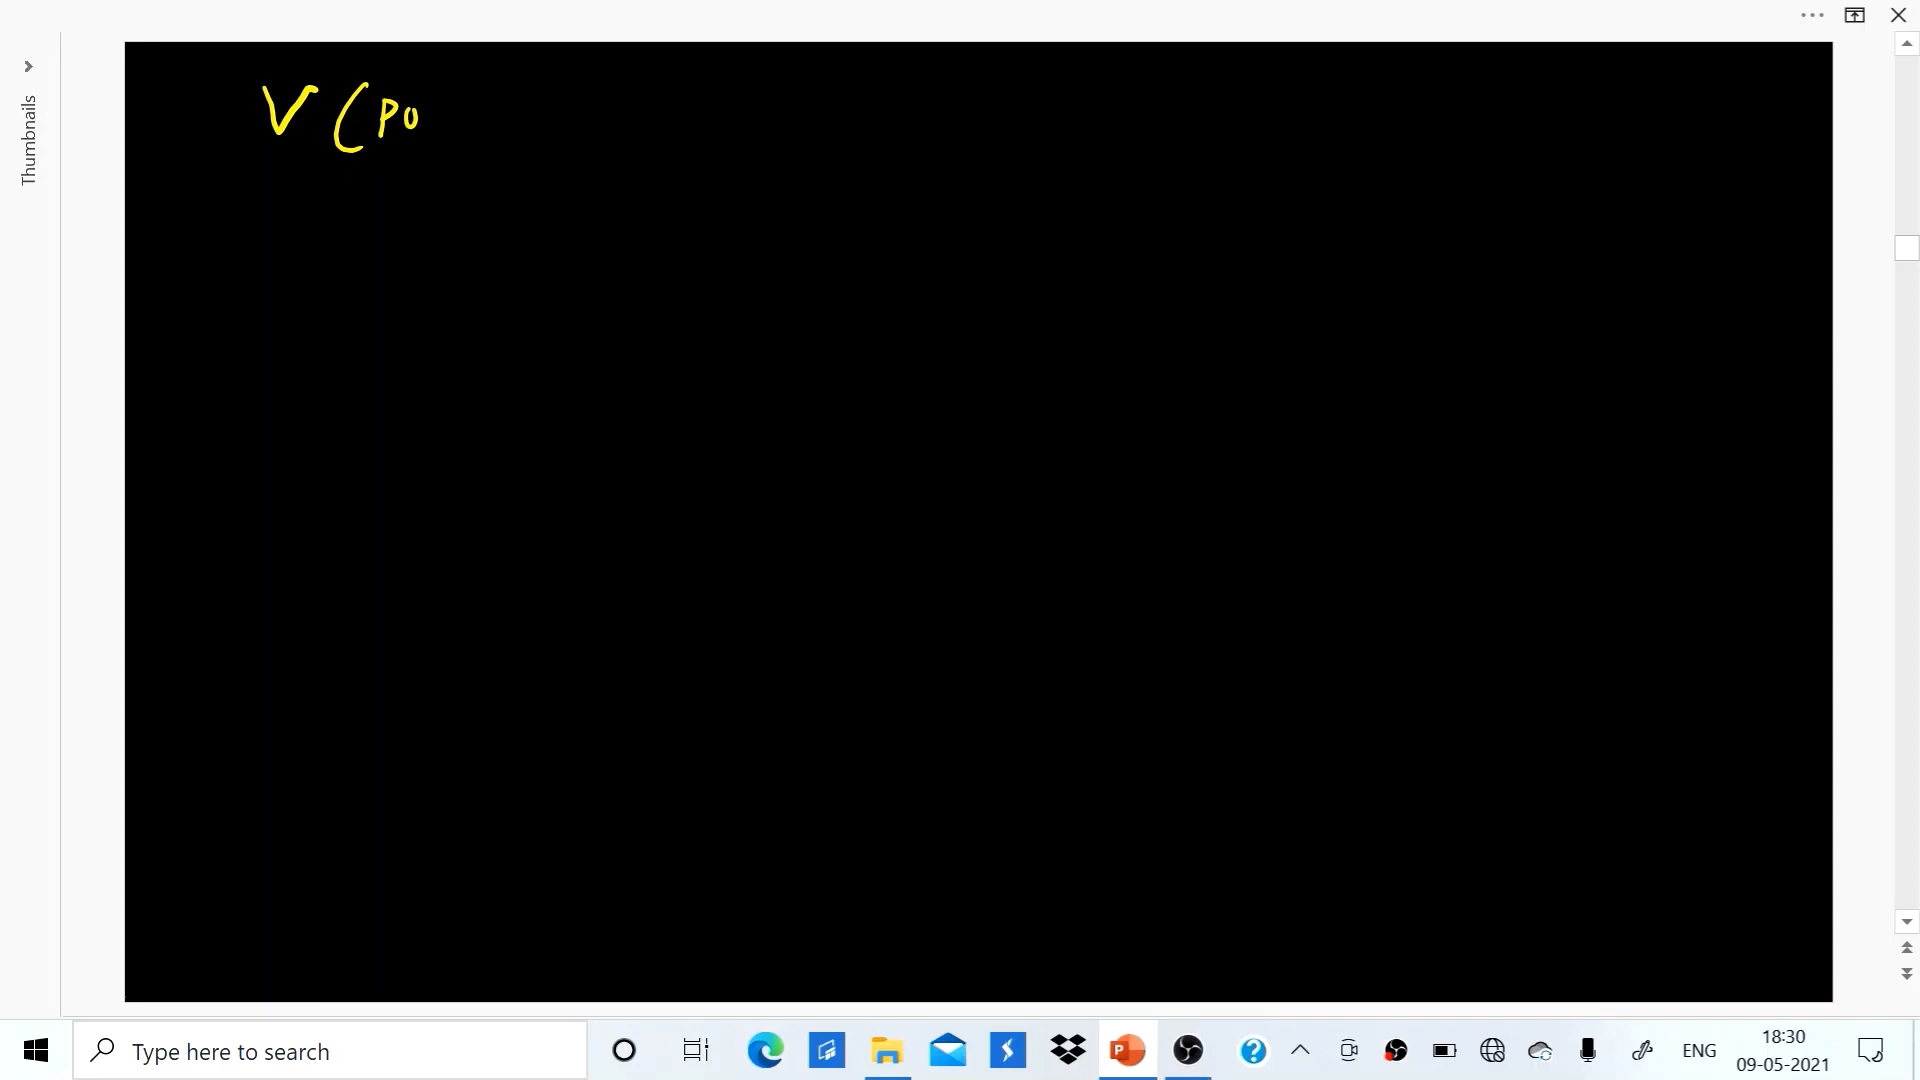 Thumbnails
V (Po
Type here to search
ENG
18:30
09-05-2021